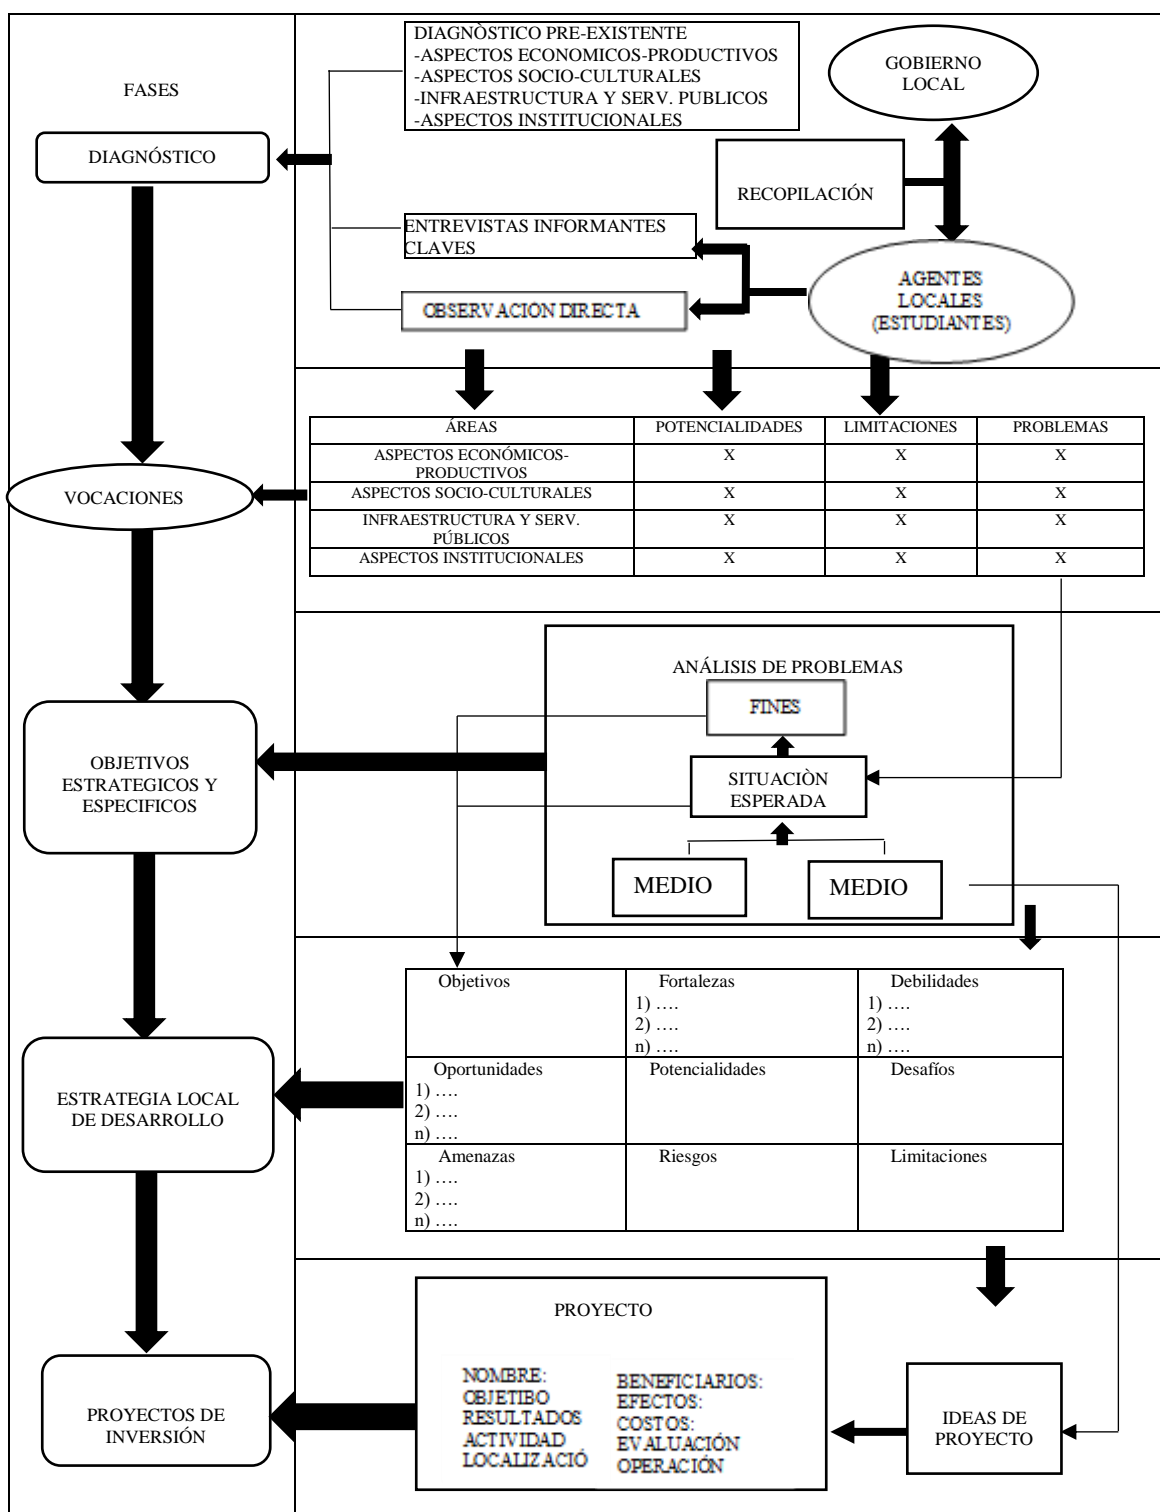 FASES
DIAGNÓSTICO
DIAGNÒSTICO PRE-EXISTENTE
-ASPECTOS ECONOMICOS-PRODUCTIVOS
-ASPECTOS SOCIO-CULTURALES
-INFRAESTRUCTURA Y SERV. PUBLICOS
-ASPECTOS INSTITUCIONALES
GOBIERNO
LOCAL
RECOPILACIÓN
ENTREVISTAS INFORMANTES
CLAVES
OBSERVACIÓN DIRECTA
AGENTES
LOCALES
(ESTUDIANTES)
VOCACIONES
ÁREAS POTENCIALIDADES LIMITACIONES PROBLEMAS
ASPECTOS ECONÓMICOS-
PRODUCTIVOS X X X
ASPECTOS SOCIO-CULTURALES X X X
INFRAESTRUCTURA Y SERV.
PÚBLICOS X X X
ASPECTOS INSTITUCIONALES X X X
OBJETIVOS
ESTRATEGICOS Y
ESPECIFICOS
ANÁLISIS DE PROBLEMAS
FINES
SITUACIÒN
ESPERADA
MEDIO
MEDIO
ESTRATEGIA LOCAL
DE DESARROLLO
Objetivos
Fortalezas
1) ....
2) ....
n) ....
Debilidades
1) ....
2) ....
n) ....
Oportunidades
1) ....
2) ....
n) ....
Potencialidades
Desafíos
Amenazas
1) ....
2) ....
n) ....
Riesgos
Limitaciones
PROYECTOS DE
INVERSIÓN
PROYECTO
NOMBRE:
OBJETIBO
RESULTADOS
ACTIVIDAD
LOCALIZACIÓ
BENEFICIARIOS:
EFECTOS:
COSTOS:
EVALUACIÓN
OPERACIÓN
IDEAS DE
PROYECTO